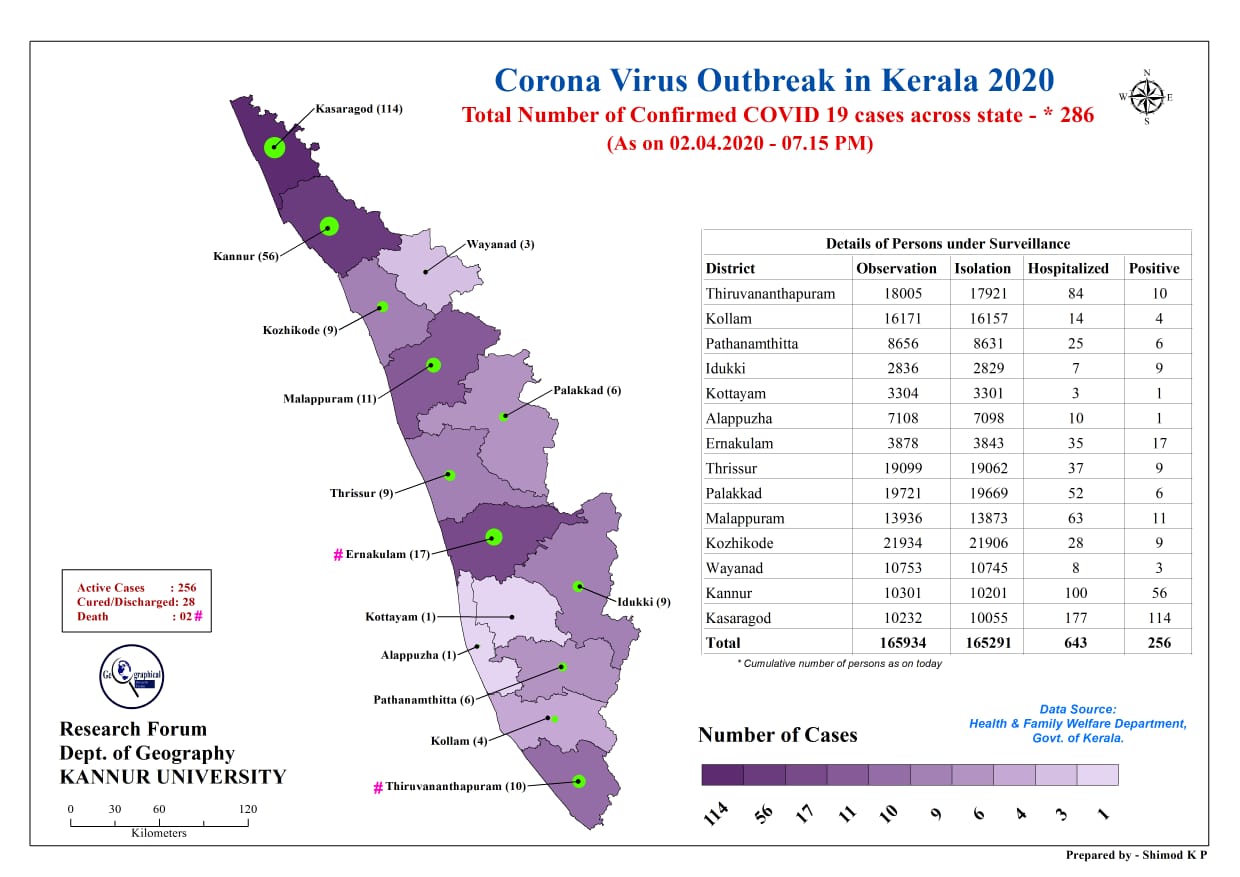 Corona Virus Outbreak in Kerala 2020
Total Number of Confirmed COVID 19 cases across state - * 286
(As on 02.04.2020 - 07.15 PM)
N
W E
S
Kasaragod (114)
Kannur (56)
Wayanad (3)
Kozhikode (9)
Malappuram (11)
Palakkad (6)
Thrissur (9)
# Ernakulam (17)
Idukki (9)
Kottayam (1)
Alappuzha (1)
Pathanamthitta (6)
Kollam (4)
# Thiruvananthapuram (10)
Details of Persons under Surveillance
District Observation Isolation Hospitalized Positive
Thiruvananthapuram 18005 17921 84 10
Kollam 16171 16157 14 4
Pathanamthitta 8656 8631 25 6
Idukki 2836 2829 7 9
Kottayam 3304 3301 3 1
Alappuzha 7108 7098 10 1
Ernakulam 3878 3843 35 17
Thrissur 19099 19062 37 9
Palakkad 19721 19669 52 6
Malappuram 13936 13873 63 11
Kozhikode 21934 21906 28 9
Wayanad 10753 10745 8 3
Kannur 10301 10201 100 56
Kasaragod 10232 10055 177 114
Total 165934 165291 643 256
* Cumulative number of persons as on today
Active Cases : 256
Cured/Discharged: 28
Death : 02 #
Ge graphical
Research Forum
Dept. of Geography
KANNUR UNIVERSITY
0 30 60 120
Kilometers
Data Source:
Health & Family Welfare Department,
Govt. of Kerala.
Number of Cases
114 56 17 11 10 9 6 4 3 1
Prepared by - Shimod K P